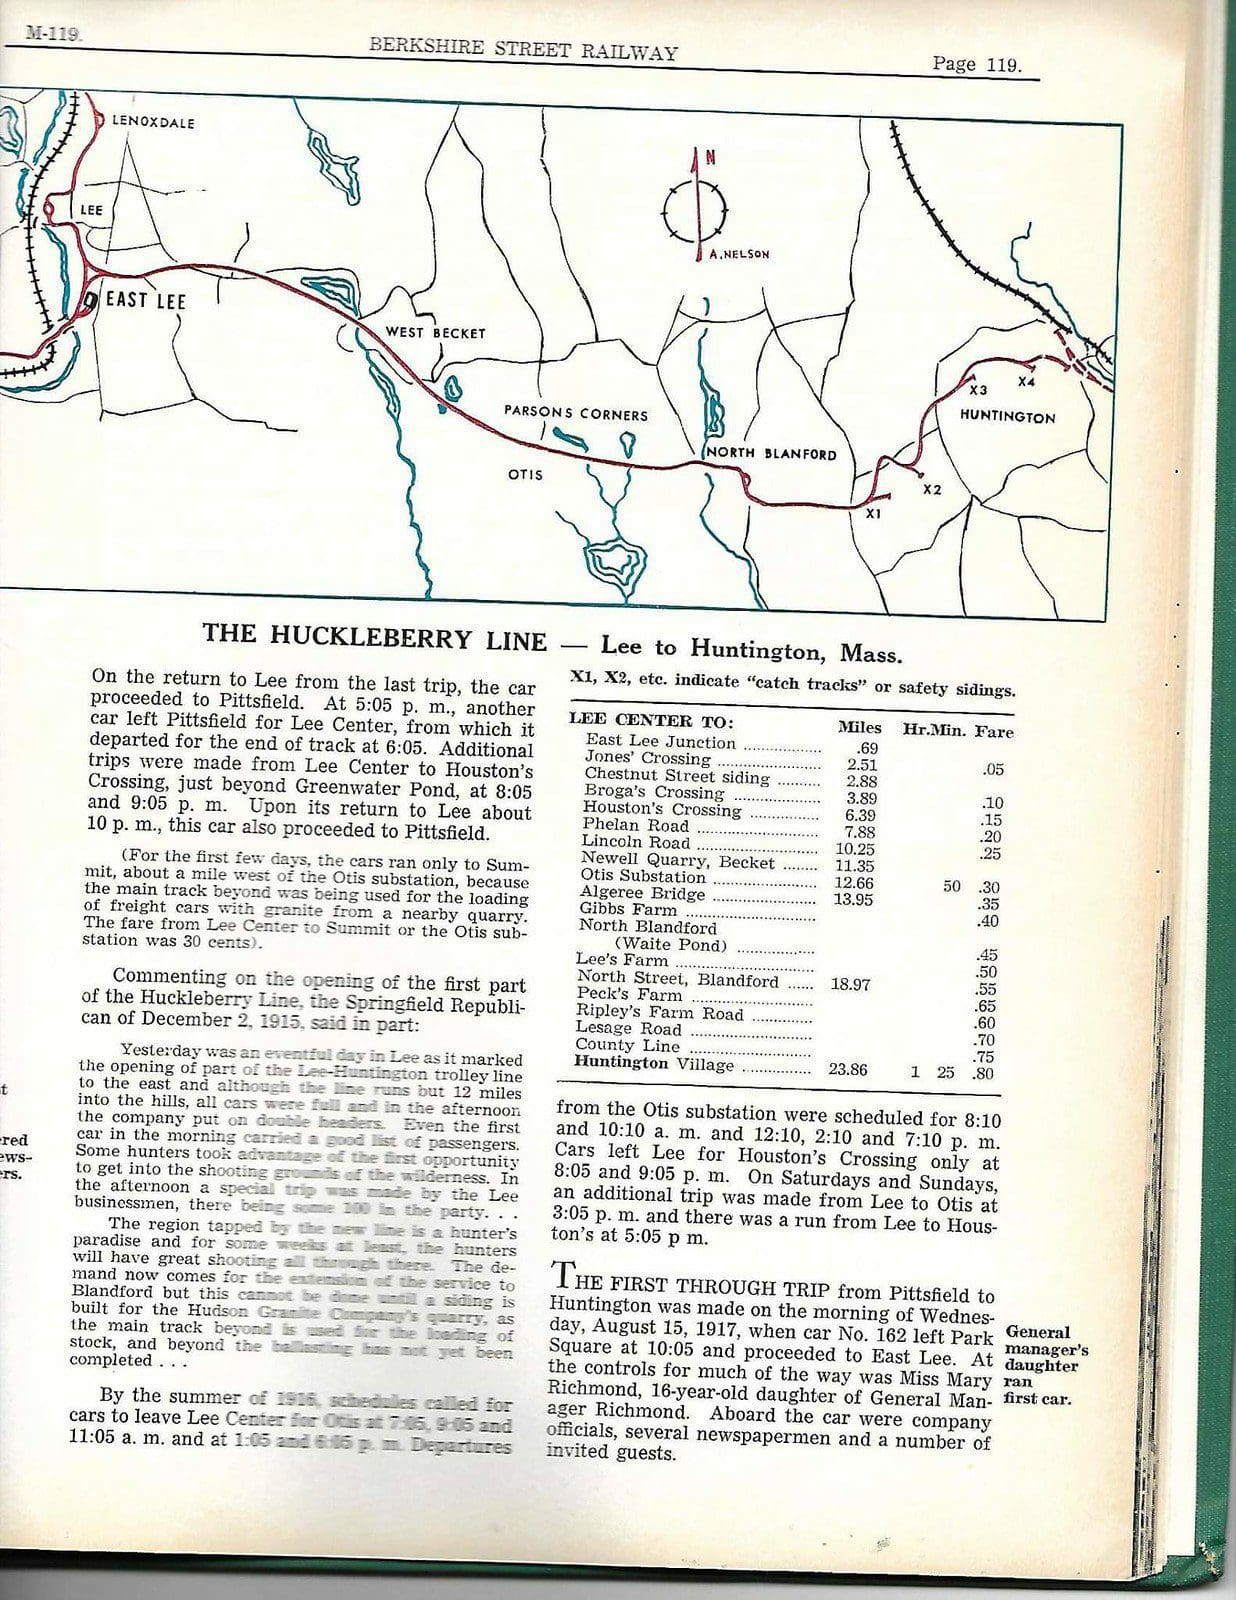 M-119.
BERKSHIRE STREET RAILWAY
Page 119.
LENOXDALE
LEE
EAST LEE
WEST BECKET
PARSONS CORNERS
OTIS
NORTH BLANFORD
N
A.NELSON
X1
X2
X3
X4
HUNTINGTON
THE HUCKLEBERRY LINE — Lee to Huntington, Mass.
On the return to Lee from the last trip, the car
proceeded to Pittsfield. At 5:05 p. m., another
car left Pittsfield for Lee Center, from which it
departed for the end of track at 6:05. Additional
trips were made from Lee Center to Houston's
Crossing, just beyond Greenwater Pond, at 8:05
and 9:05 p. m. Upon its return to Lee about
10 p. m., this car also proceeded to Pittsfield.
(For the first few days, the cars ran only to Sum-
mit, about a mile west of the Otis substation, because
the main track beyond was being used for the loading
of freight cars with granite from a nearby quarry.
The fare from Lee Center to Summit or the Otis sub-
station was 30 cents).
Commenting on the opening of the first part
of the Huckleberry Line, the Springfield Republi-
can of December 2, 1915, said in part:
Yesterday was an eventful day in Lee as it marked
the opening of part of the Lee-Huntington trolley line
to the east and although the line runs but 12 miles
into the hills, all cars were full and in the afternoon
the company put on double headers. Even the first
car in the morning carried a good list of passengers.
Some hunters took advantage of the first opportunity
to get into the shooting grounds of the wilderness. In
the afternoon a special trip was made by the Lee
businessmen, there being some 100 in the party. . .
The region tapped by the new line is a hunter's
paradise and for some weeks at least, the hunters
will have great shooting all through there. The de-
mand now comes for the extension of the service to
Blandford but this cannot be done until a siding is
built for the Hudson Granite Company's quarry, as
the main track beyond is used for the loading of
stock, and beyond the ballasting has not yet been
completed . . .
By the summer of 1916, schedules called for
cars to leave Lee Center for Otis at 7:05, 9:05 and
11:05 a. m. and at 1:05 and 6:05 p. m. Departures
X1, X2, etc. indicate "catch tracks" or safety sidings.
LEE CENTER TO: Miles Hr.Min. Fare
East Lee Junction .................. .69
Jones' Crossing ........................ 2.51 .05
Chestnut Street siding .......... 2.88
Broga's Crossing .................... 3.89 .10
Houston's Crossing ................ 6.39 .15
Phelan Road ............................ 7.88 .20
Lincoln Road ............................ 10.25 .25
Newell Quarry, Becket ........ 11.35
Otis Substation ........................ 12.66 50 .30
Algeree Bridge ........................ 13.95 .35
Gibbs Farm .............................. .40
North Blandford
(Waite Pond) .................. .45
Lee's Farm ................................ .50
North Street, Blandford ...... 18.97 .55
Peck's Farm ............................ .65
Ripley's Farm Road .............. .60
Lesage Road ............................ .70
County Line ............................ .75
Huntington Village ................ 23.86 1 25 .80
from the Otis substation were scheduled for 8:10
and 10:10 a. m. and 12:10, 2:10 and 7:10 p. m.
Cars left Lee for Houston's Crossing only at
8:05 and 9:05 p. m. On Saturdays and Sundays,
an additional trip was made from Lee to Otis at
3:05 p. m. and there was a run from Lee to Hous-
ton's at 5:05 p m.
THE FIRST THROUGH TRIP from Pittsfield to
Huntington was made on the morning of Wednes-
day, August 15, 1917, when car No. 162 left Park
Square at 10:05 and proceeded to East Lee. At
the controls for much of the way was Miss Mary
Richmond, 16-year-old daughter of General Man-
ager Richmond. Aboard the car were company
officials, several newspapermen and a number of
invited guests.
General
manager's
daughter
ran
first car.